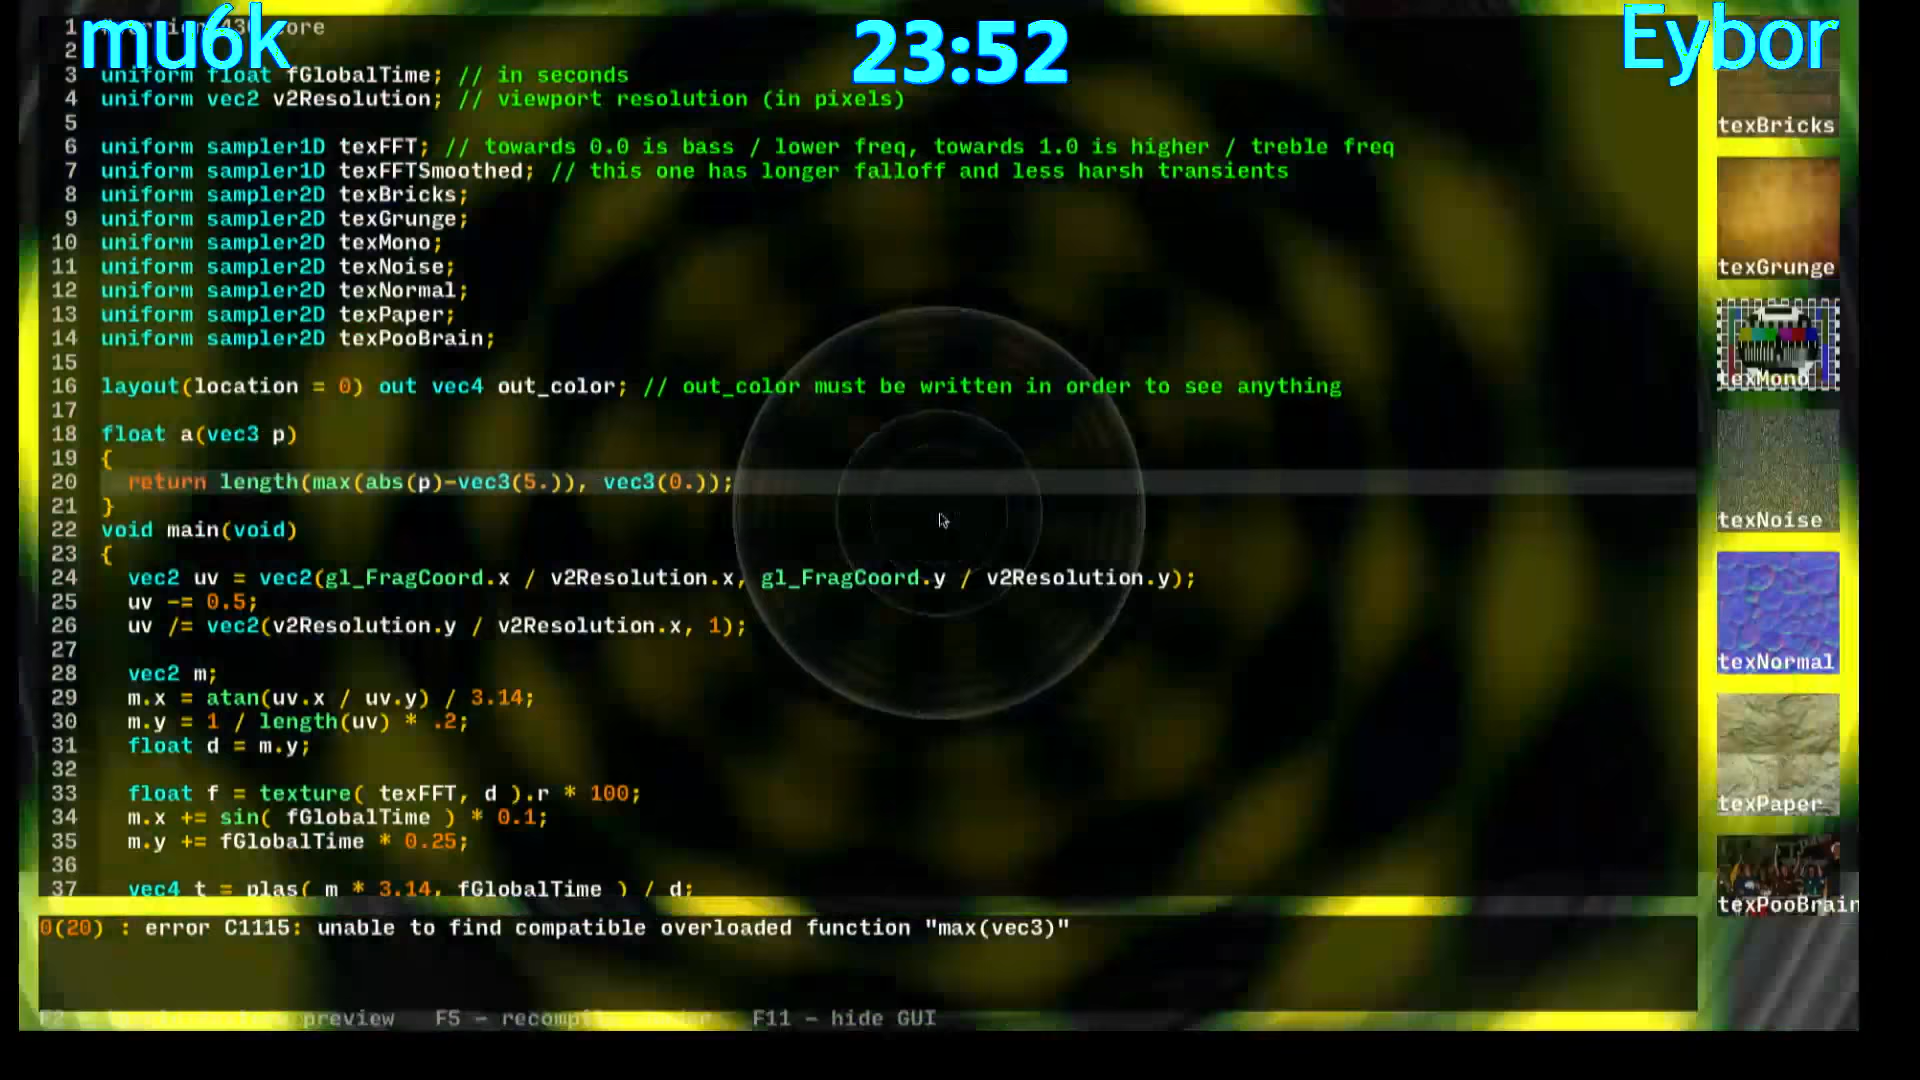 mu6k
23:52
Eybor
1
core
2
3 uniform float fGlobalTime; // in seconds
4 uniform vec2 v2Resolution; // viewport resolution (in pixels)
5
6 uniform sampler1D texFFT; // towards 0.0 is bass / lower freq, towards 1.0 is higher / treble freq
7 uniform sampler1D texFFTSmoothed; // this one has longer falloff and less harsh transients
8 uniform sampler2D texBricks;
9 uniform sampler2D texGrunge;
10 uniform sampler2D texMono;
11 uniform sampler2D texNoise;
12 uniform sampler2D texNormal;
13 uniform sampler2D texPaper;
14 uniform sampler2D texPooBrain;
15
16 layout(location = 0) out vec4 out_color; // out_color must be written in order to see anything
17
18 float a(vec3 p)
19 {
20 return length(max(abs(p)-vec3(5.)), vec3(0.));
21 }
22 void main(void)
23 {
24 vec2 uv = vec2(gl_FragCoord.x / v2Resolution.x, gl_FragCoord.y / v2Resolution.y);
25 uv -= 0.5;
26 uv /= vec2(v2Resolution.y / v2Resolution.x, 1);
27
28 vec2 m;
29 m.x = atan(uv.x / uv.y) / 3.14;
30 m.y = 1 / length(uv) * .2;
31 float d = m.y;
32
33 float f = texture( texFFT, d ).r * 100;
34 m.x += sin( fGlobalTime ) * 0.1;
35 m.y += fGlobalTime * 0.25;
36
37 vec4 t = plas( m * 3.14, fGlobalTime ) / d;
texBricks
texGrunge
texMono
texNoise
texNormal
texPaper
texPooBrain
0(20) : error C1115: unable to find compatible overloaded function "max(vec3)"
F2 - preview F5 - F11 - hide GUI